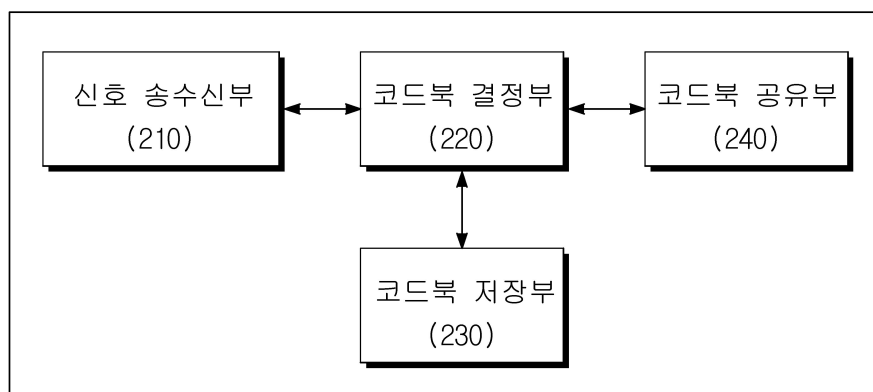 신호 송수신부
(210)
코드북 결정부
(220)
코드북 공유부
(240)
코드북 저장부
(230)